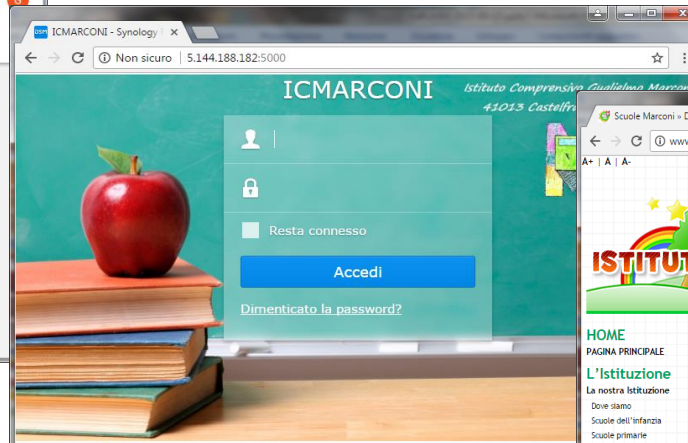 ICMARCONI - Synology
Non sicuro | 5.144.188.182:5000
ICMARCONI
Istituto Comprensivo Guglielmo Marcon
41013 Castelfr
Resta connesso
Accedi
Dimenticato la password?
Scuole Marconi » D
www
A+ | A | A-
ISTITUT
HOME
PAGINA PRINCIPALE
L'Istituzione
La nostra Istituzione
Dove siamo
Scuole dell'infanzia
Scuole primarie